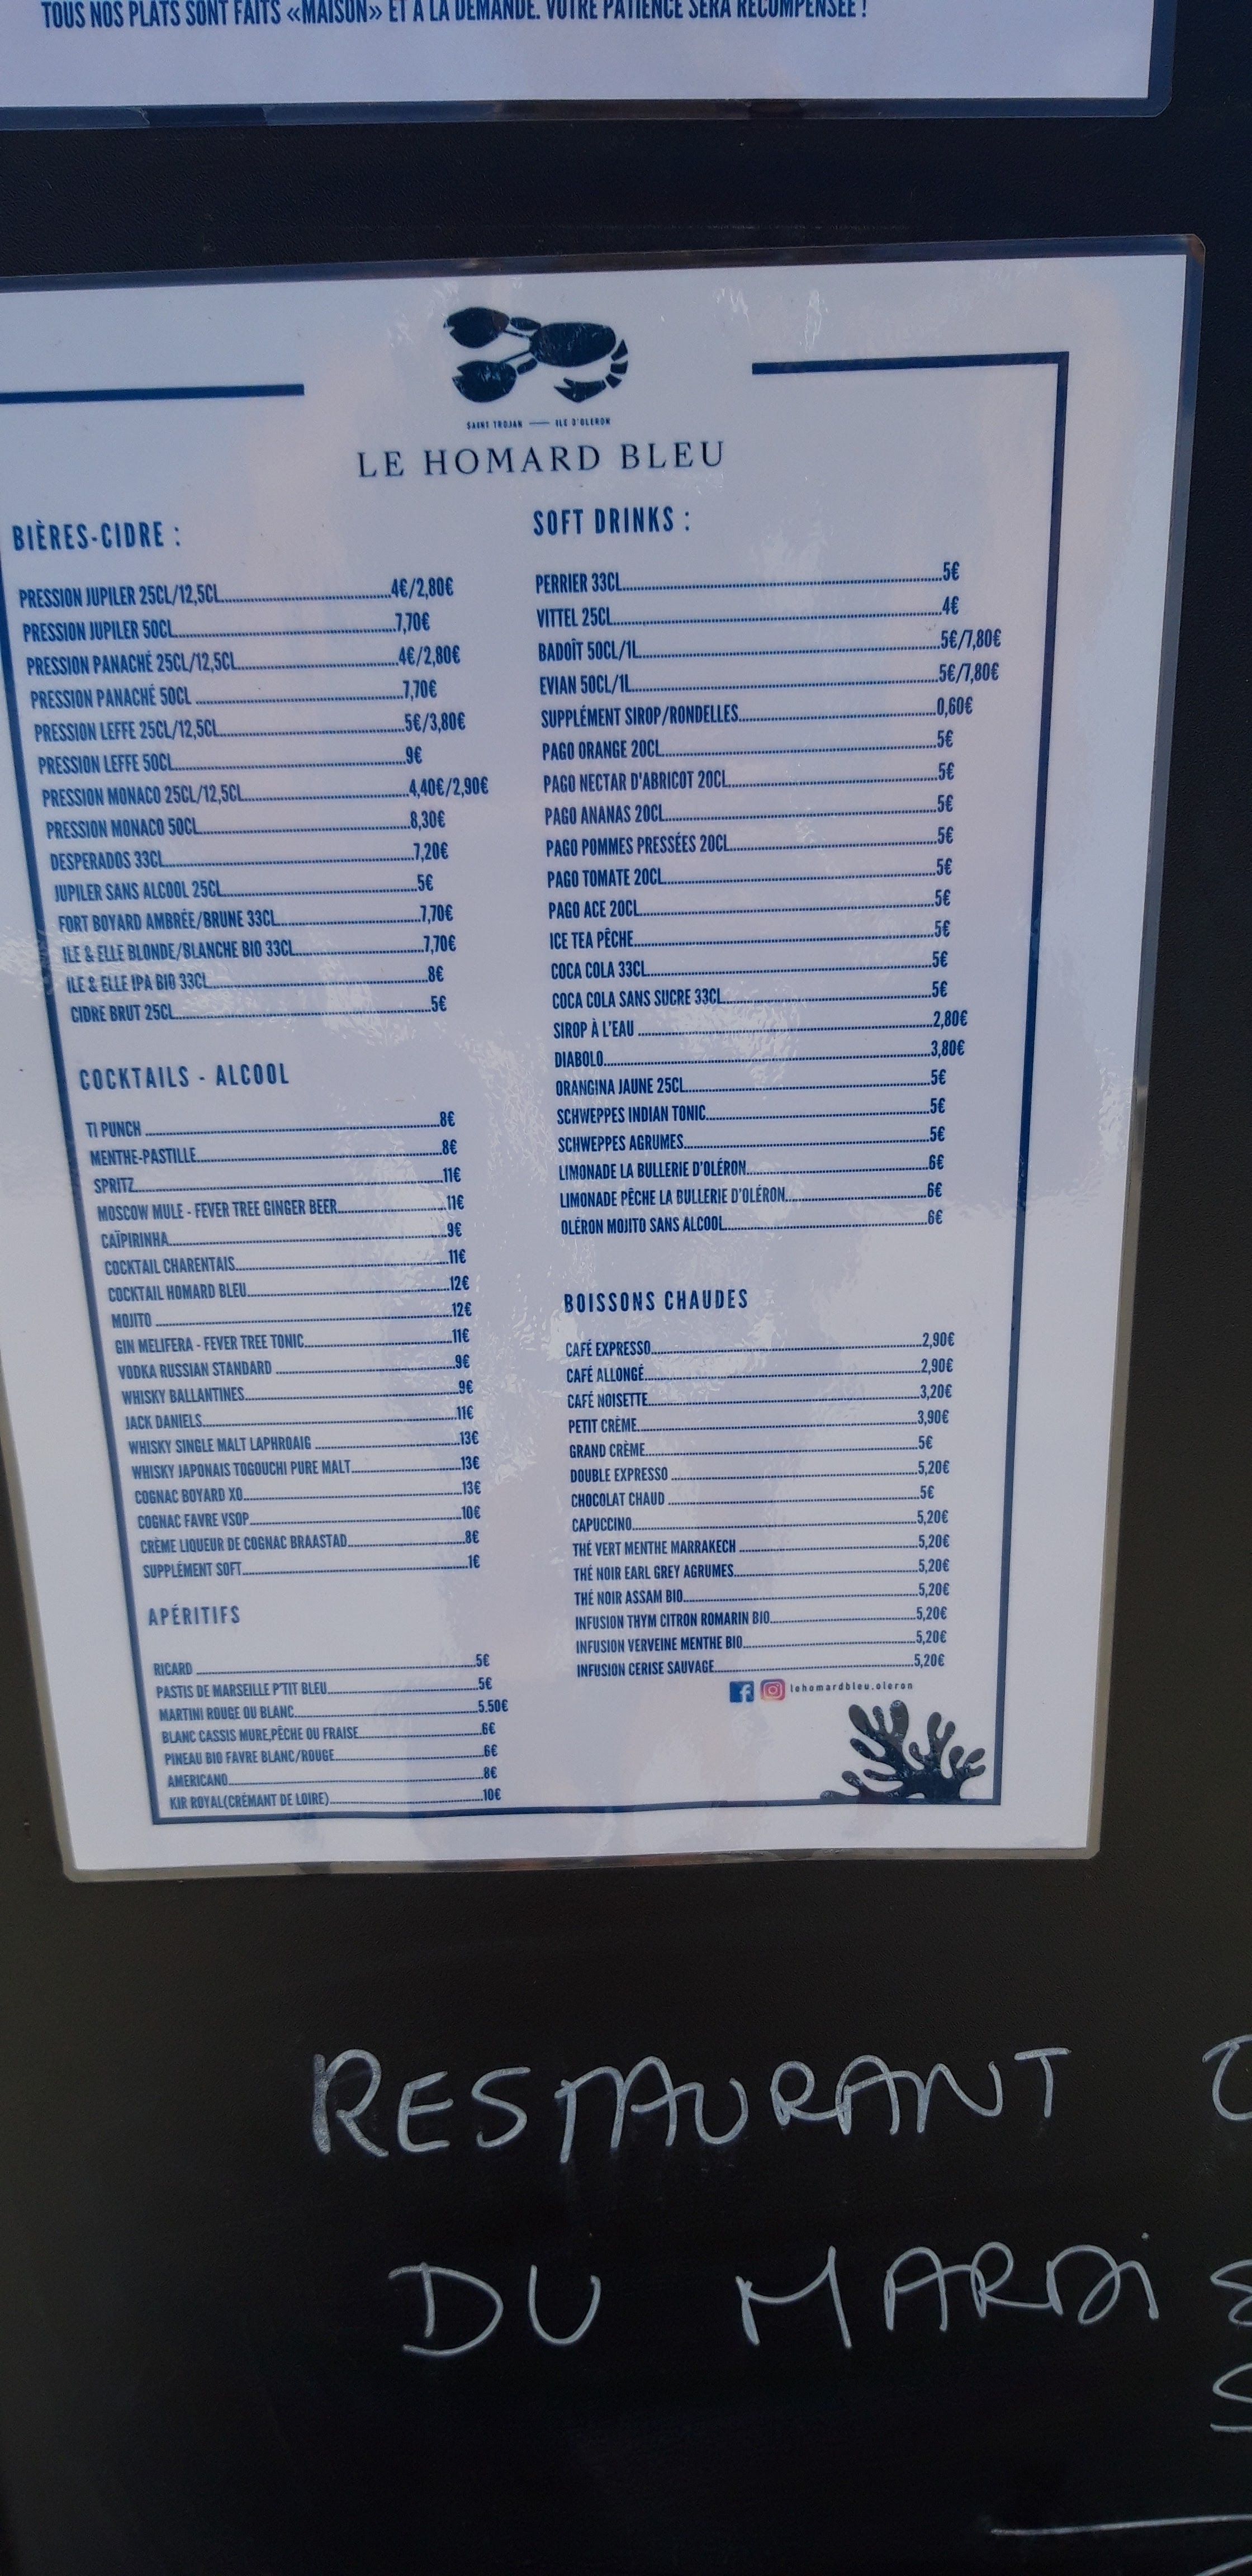 TOUS NOS PLATS SONT FAITS «MAISON» ET A LA DEMANDE. VOTRE PATIENCE SERA RECOMPENSEE !
SAINT TROJAN — ILE D'OLERON
LE HOMARD BLEU
BIÈRES-CIDRE :
PRESSION JUPILER 25CL/12,5CL 4€/2,80€
PRESSION JUPILER 50CL 7,70€
PRESSION PANACHÉ 25CL/12,5CL 4€/2,80€
PRESSION PANACHÉ 50CL 7,70€
PRESSION LEFFE 25CL/12,5CL 5€/3,80€
PRESSION LEFFE 50CL 9€
PRESSION MONACO 25CL/12,5CL 4,40€/2,90€
PRESSION MONACO 50CL 8,30€
DESPERADOS 33CL 7,20€
JUPILER SANS ALCOOL 25CL 5€
FORT BOYARD AMBRÉE/BRUNE 33CL 7,70€
ILE & ELLE BLONDE/BLANCHE BIO 33CL 7,70€
ILE & ELLE IPA BIO 33CL 8€
CIDRE BRUT 25CL 5€
COCKTAILS - ALCOOL
TI PUNCH 8€
MENTHE-PASTILLE 8€
SPRITZ 11€
MOSCOW MULE - FEVER TREE GINGER BEER 11€
CAÏPIRINHA 9€
COCKTAIL CHARENTAIS 11€
COCKTAIL HOMARD BLEU 12€
MOJITO 12€
GIN MELIFERA - FEVER TREE TONIC 11€
VODKA RUSSIAN STANDARD 9€
WHISKY BALLANTINES 9€
JACK DANIELS 11€
WHISKY SINGLE MALT LAPHROAIG 13€
WHISKY JAPONAIS TOGOUCHI PURE MALT 13€
COGNAC BOYARD XO 13€
COGNAC FAVRE VSOP 10€
CRÈME LIQUEUR DE COGNAC BRAASTAD 8€
SUPPLÉMENT SOFT 1€
APÉRITIFS
RICARD 5€
PASTIS DE MARSEILLE P'TIT BLEU 5€
MARTINI ROUGE OU BLANC 5.50€
BLANC CASSIS MURE,PÊCHE OU FRAISE 6€
PINEAU BIO FAVRE BLANC/ROUGE 6€
AMERICANO 8€
KIR ROYAL(CRÉMANT DE LOIRE) 10€
SOFT DRINKS :
PERRIER 33CL 5€
VITTEL 25CL 4€
BADOÎT 50CL/1L 5€/7,80€
EVIAN 50CL/1L 5€/7,80€
SUPPLÉMENT SIROP/RONDELLES 0,60€
PAGO ORANGE 20CL 5€
PAGO NECTAR D'ABRICOT 20CL 5€
PAGO ANANAS 20CL 5€
PAGO POMMES PRESSÉES 20CL 5€
PAGO TOMATE 20CL 5€
PAGO ACE 20CL 5€
ICE TEA PÊCHE 5€
COCA COLA 33CL 5€
COCA COLA SANS SUCRE 33CL 5€
SIROP À L'EAU 2,80€
DIABOLO 3,80€
ORANGINA JAUNE 25CL 5€
SCHWEPPES INDIAN TONIC 5€
SCHWEPPES AGRUMES 5€
LIMONADE LA BULLERIE D'OLÉRON 6€
LIMONADE PÊCHE LA BULLERIE D'OLÉRON 6€
OLÉRON MOJITO SANS ALCOOL 6€
BOISSONS CHAUDES
CAFÉ EXPRESSO 2,90€
CAFÉ ALLONGÉ 2,90€
CAFÉ NOISETTE 3,20€
PETIT CRÈME 3,90€
GRAND CRÈME 5€
DOUBLE EXPRESSO 5,20€
CHOCOLAT CHAUD 5€
CAPUCCINO 5,20€
THÉ VERT MENTHE MARRAKECH 5,20€
THÉ NOIR EARL GREY AGRUMES 5,20€
THÉ NOIR ASSAM BIO 5,20€
INFUSION THYM CITRON ROMARIN BIO 5,20€
INFUSION VERVEINE MENTHE BIO 5,20€
INFUSION CERISE SAUVAGE 5,20€
lehomardbleu.oleron
RESTAURANT
DU MARDI